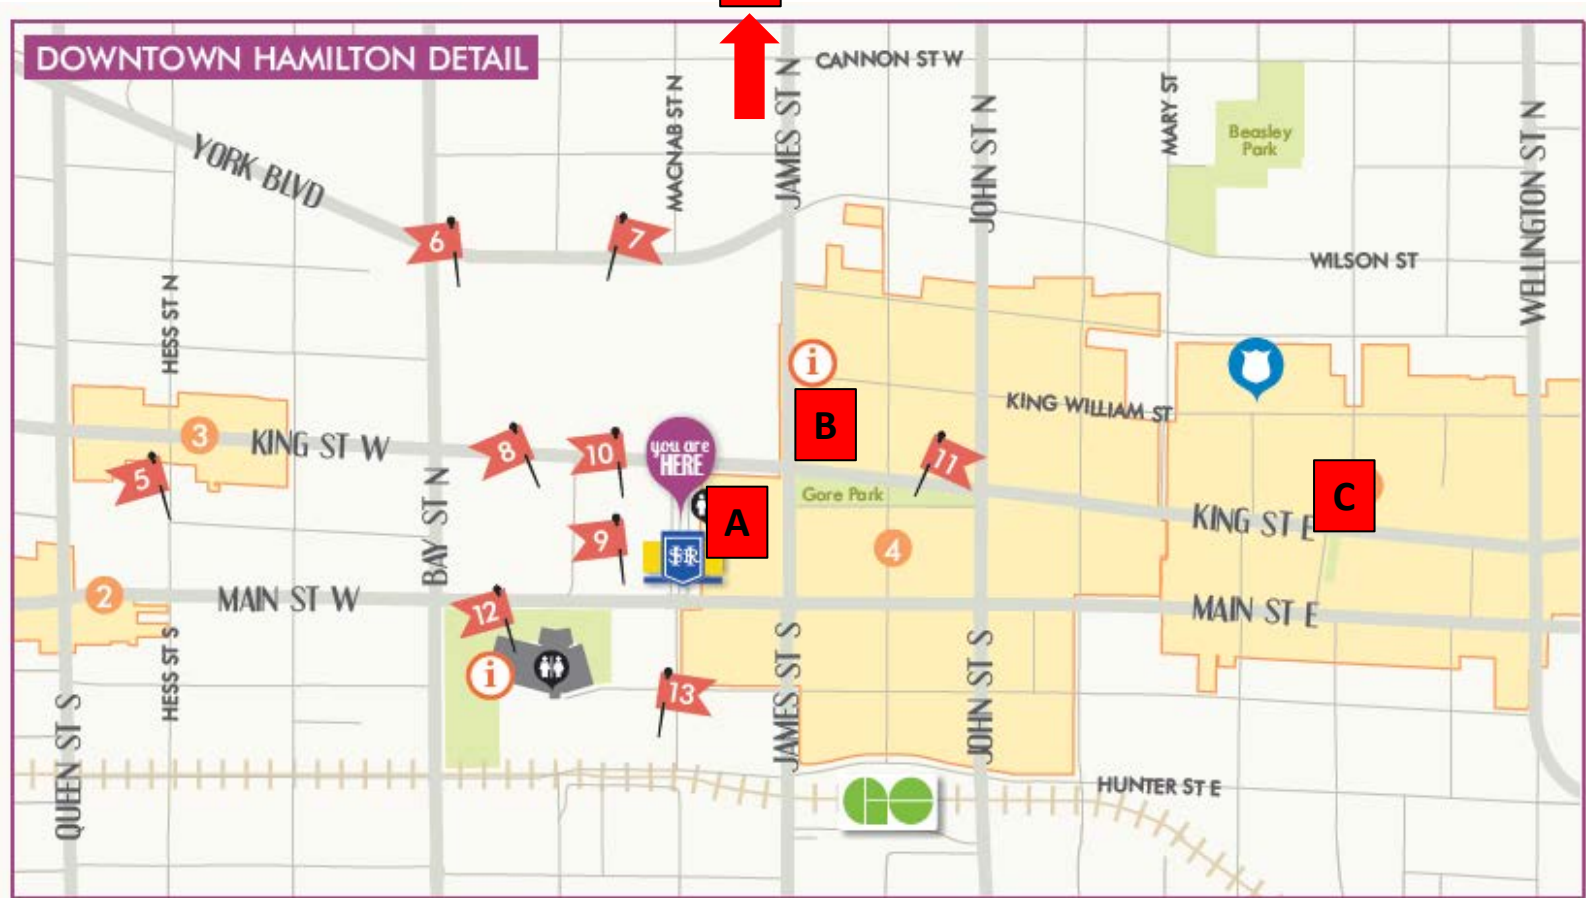 DOWNTOWN HAMILTON DETAIL
CANNON ST W
YORK BLVD
MACNAB ST N
JAMES ST N
JOHN ST N
MARY ST
Beasley
Park
WELLINGTON ST N
6
7
WILSON ST
HESS ST N
i
KING WILLIAM ST
3
KING ST W
8
10
you are
HERE
B
11
5
BAY ST N
9
A
Gore Park
C
KING ST E
HSR
4
2
MAIN ST W
12
MAIN ST E
i
HESS ST S
13
JAMES ST S
JOHN ST S
QUEEN ST S
GO
HUNTER ST E